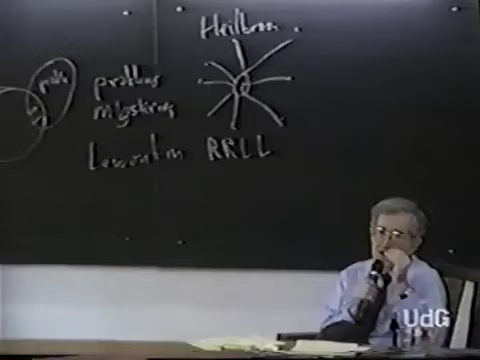 Heilbron
problems
mysteries
Lewontin RRLL
UdG